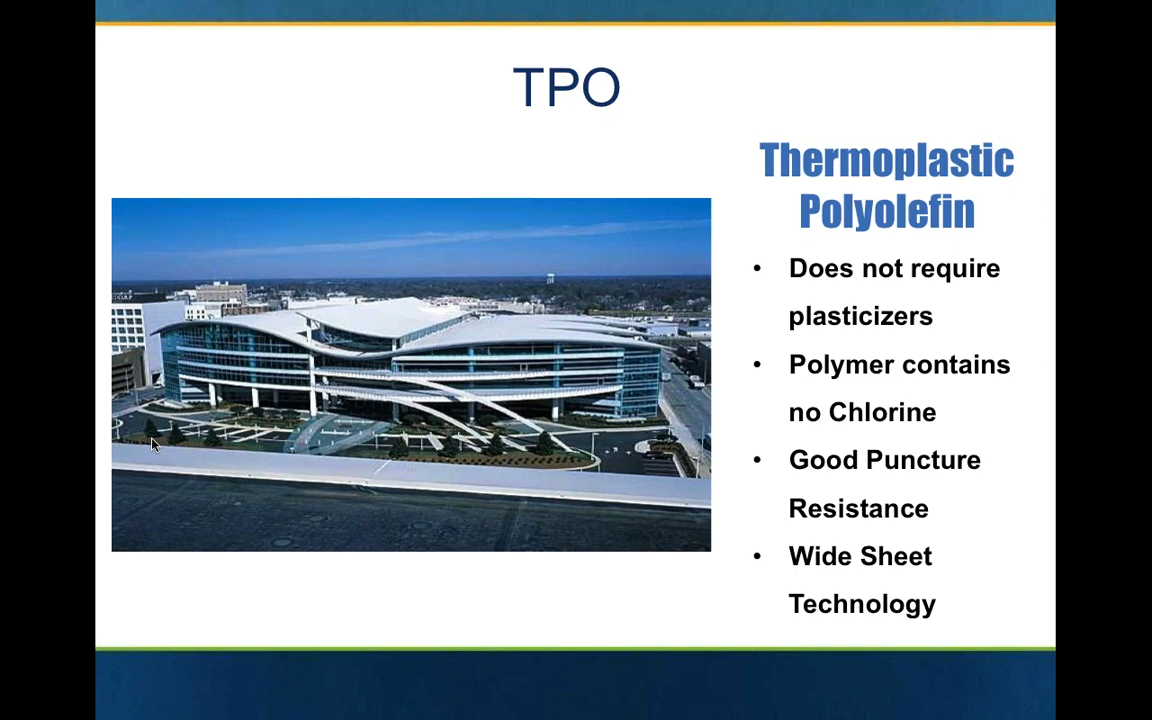 TPO
Thermoplastic
Polyolefin
• Does not require
plasticizers
• Polymer contains
no Chlorine
• Good Puncture
Resistance
• Wide Sheet
Technology